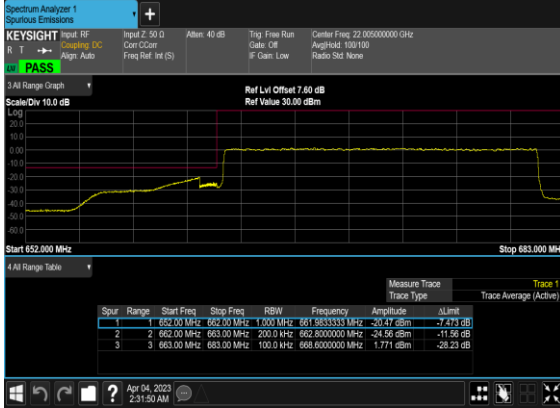 Spectrum Analyzer 1
Spurious Emissions
+
KEYSIGHT Input: RF Input Z: 50 Ω Atten: 40 dB Trig: Free Run Center Freq: 22.005000000 GHz
R T Coupling: DC Corr CCorr Gate: Off Avg|Hold: 100/100
Align: Auto Freq Ref: Int (S) IF Gain: Low Radio Std: None
LXI PASS
3 All Range Graph
Ref Lvl Offset 7.60 dB
Scale/Div 10.0 dB Ref Value 30.00 dBm
Log
20.0
10.0
0.00
-10.0
-20.0
-30.0
-40.0
-50.0
-60.0
Start 652.000 MHz Stop 683.000 MH
4 All Range Table
Measure Trace Trace 1
Trace Type Trace Average (Active)
Spur Range Start Freq Stop Freq RBW Frequency Amplitude ΔLimit
1 1 652.00 MHz 662.00 MHz 1.000 MHz 661.9833333 MHz -20.47 dBm -7.473 dB
2 2 662.00 MHz 663.00 MHz 200.0 kHz 662.8000000 MHz -24.56 dBm -11.56 dB
3 3 663.00 MHz 683.00 MHz 100.0 kHz 668.6000000 MHz 1.771 dBm -28.23 dB
? Apr 04, 2023
2:31:50 AM